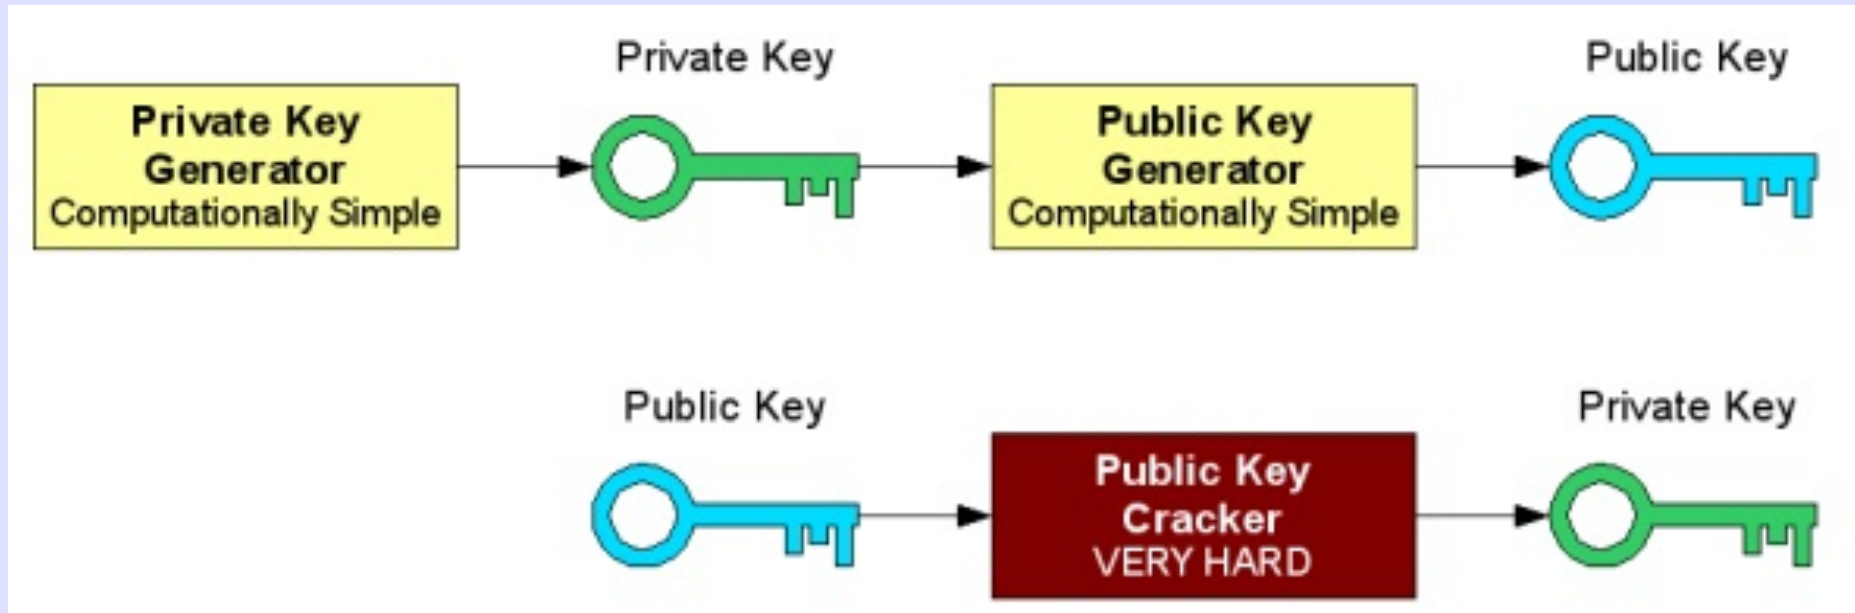 Private Key
Public Key
Private Key
Generator
Computationally Simple
Public Key
Generator
Computationally Simple
Public Key
Private Key
Public Key
Cracker
VERY HARD